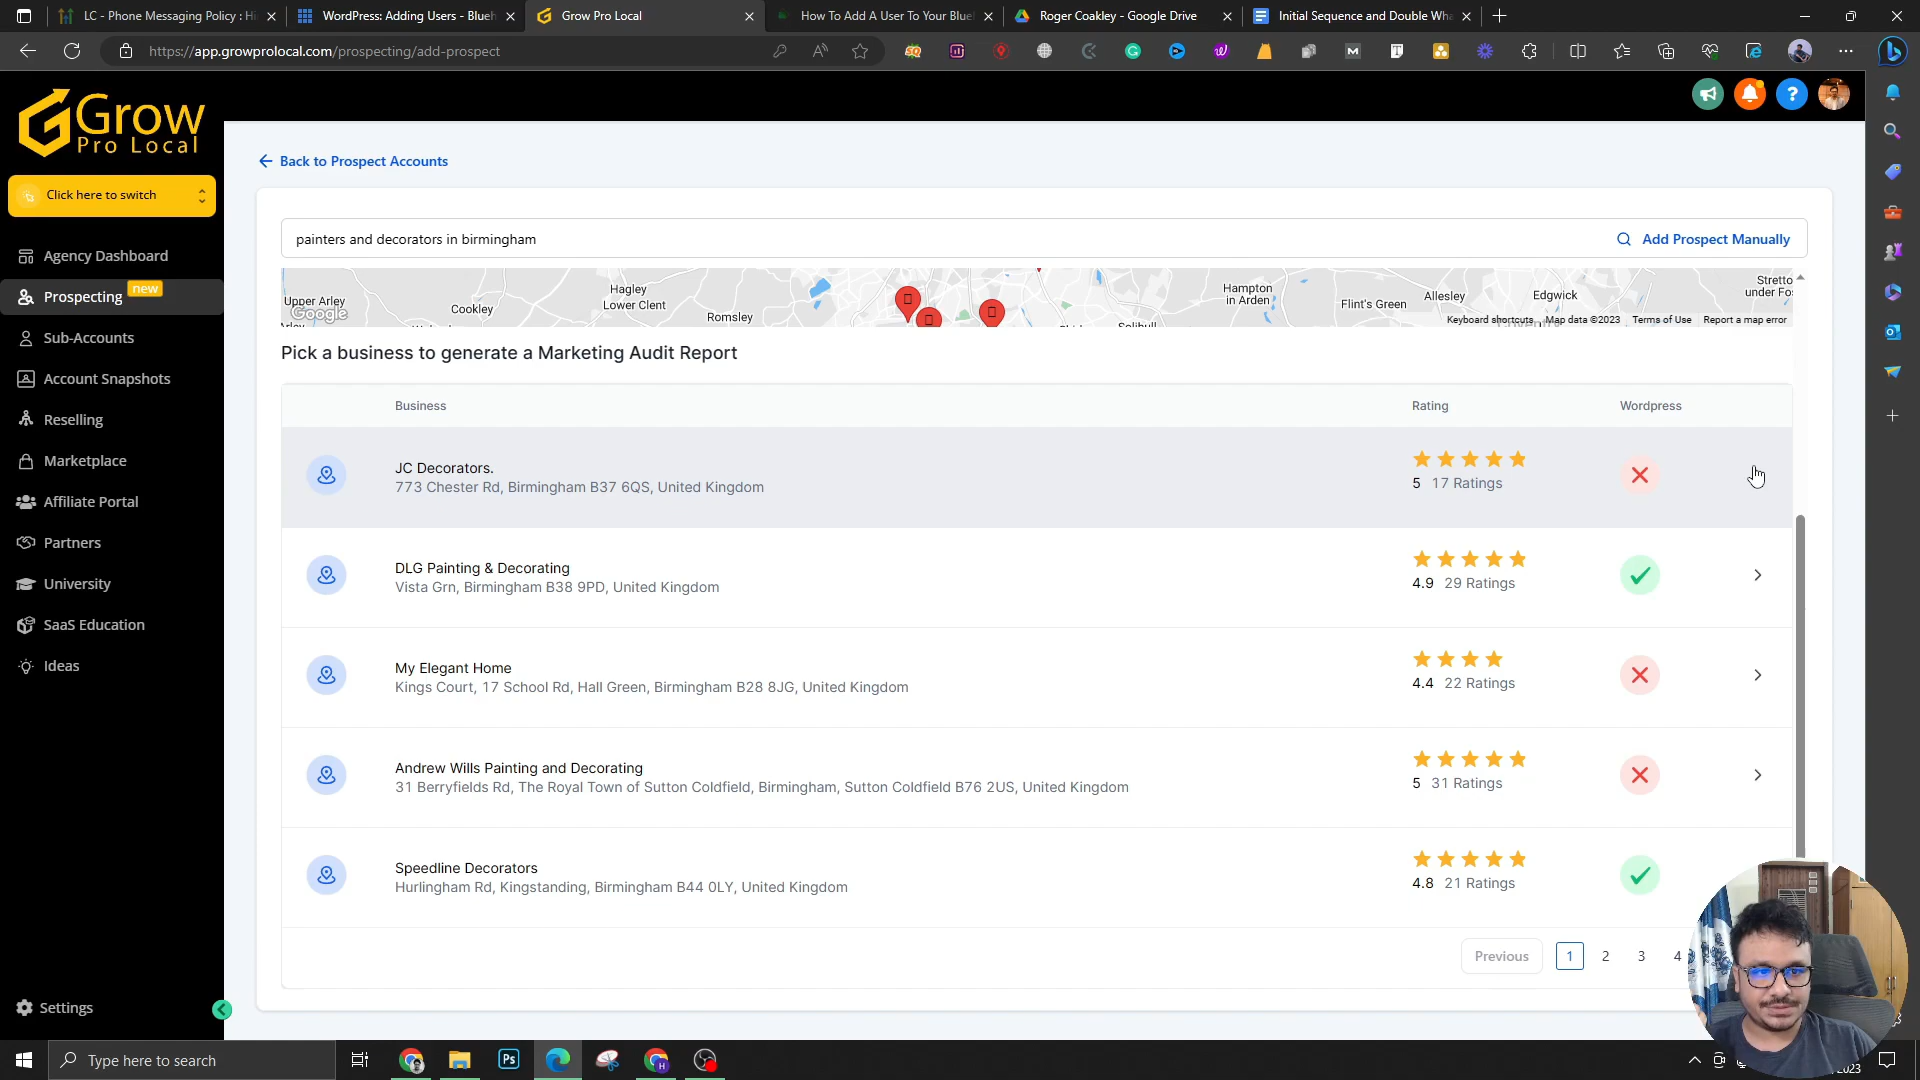 LC - Phone Messaging Policy : Hi
WordPress: Adding Users - Blueh
Grow Pro Local
How To Add A User To Your Blue
Roger Coakley - Google Drive
Initial Sequence and Double Wha
https://app.growprolocal.com/prospecting/add-prospect
Grow
Pro Local
Click here to switch
Agency Dashboard
Prospecting
new
Sub-Accounts
Account Snapshots
Reselling
Marketplace
Affiliate Portal
Partners
University
SaaS Education
Ideas
Settings
Back to Prospect Accounts
painters and decorators in birmingham
Add Prospect Manually
Upper Arley
Cookley
Hagley
Lower Clent
Romsley
Hampton
in Arden
Flint's Green
Allesley
Edgwick
Stretto
under Fos
Google
Keyboard shortcuts
Map data ©2023
Terms of Use
Report a map error
Pick a business to generate a Marketing Audit Report
Business
Rating
Wordpress
JC Decorators.
773 Chester Rd, Birmingham B37 6QS, United Kingdom
5 17 Ratings
DLG Painting & Decorating
Vista Grn, Birmingham B38 9PD, United Kingdom
4.9 29 Ratings
My Elegant Home
Kings Court, 17 School Rd, Hall Green, Birmingham B28 8JG, United Kingdom
4.4 22 Ratings
Andrew Wills Painting and Decorating
31 Berryfields Rd, The Royal Town of Sutton Coldfield, Birmingham, Sutton Coldfield B76 2US, United Kingdom
5 31 Ratings
Speedline Decorators
Hurlingham Rd, Kingstanding, Birmingham B44 0LY, United Kingdom
4.8 21 Ratings
Previous
1
2
3
4
Type here to search
Ps
2023